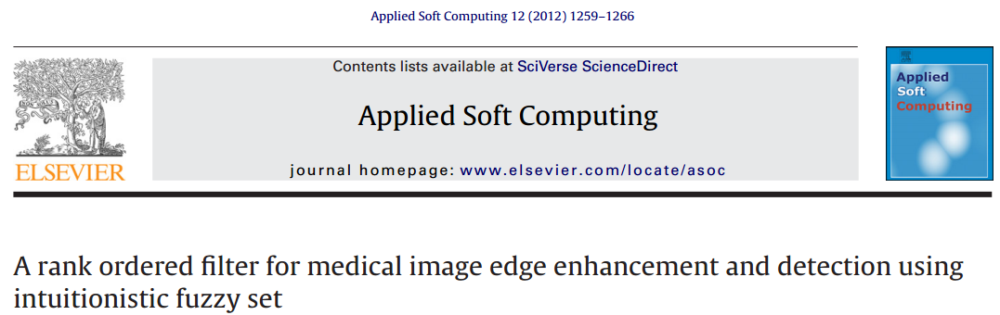 Applied Soft Computing 12 (2012) 1259–1266
Contents lists available at SciVerse ScienceDirect
Applied Soft Computing
journal homepage: www.elsevier.com/locate/asoc
ELSEVIER
Applied
Soft
Computing
A rank ordered filter for medical image edge enhancement and detection using
intuitionistic fuzzy set